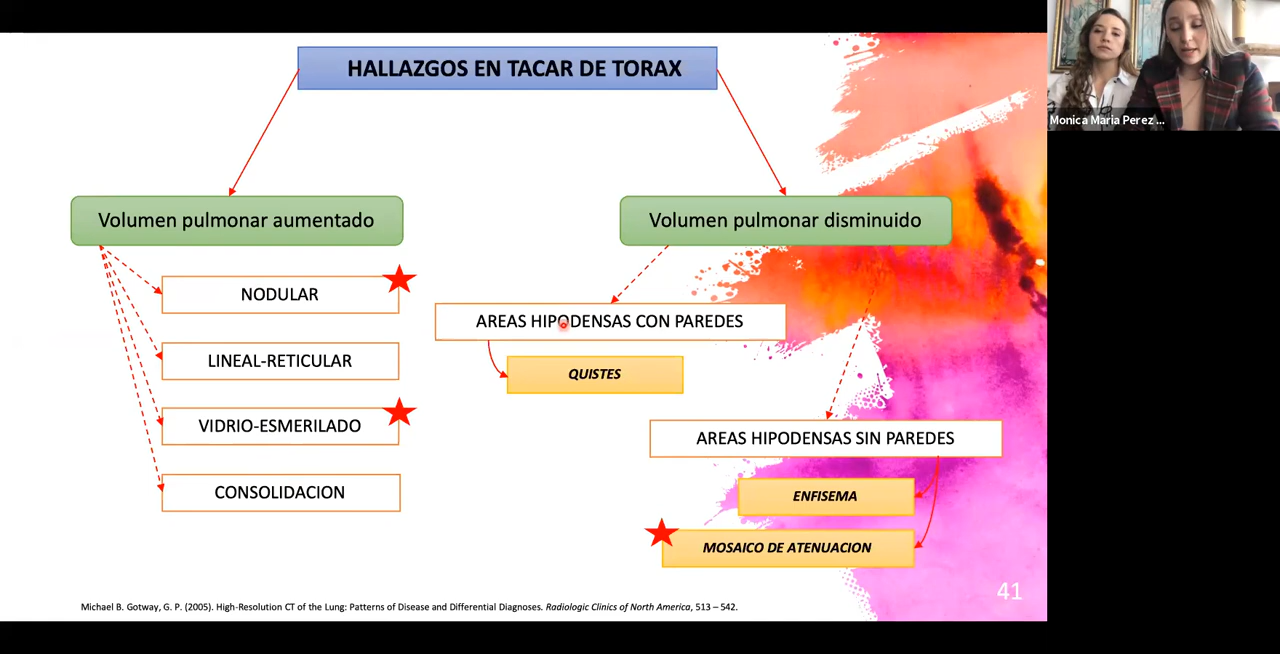 HALLAZGOS EN TACAR DE TORAX
Monica Maria Perez ...
Volumen pulmonar aumentado
Volumen pulmonar disminuido
NODULAR
LINEAL-RETICULAR
VIDRIO-ESMERILADO
CONSOLIDACION
AREAS HIPODENSAS CON PAREDES
QUISTES
AREAS HIPODENSAS SIN PAREDES
ENFISEMA
MOSAICO DE ATENUACION
41
Michael B. Gotway, G. P. (2005). High-Resolution CT of the Lung: Patterns of Disease and Differential Diagnoses. Radiologic Clinics of North America, 513 – 542.